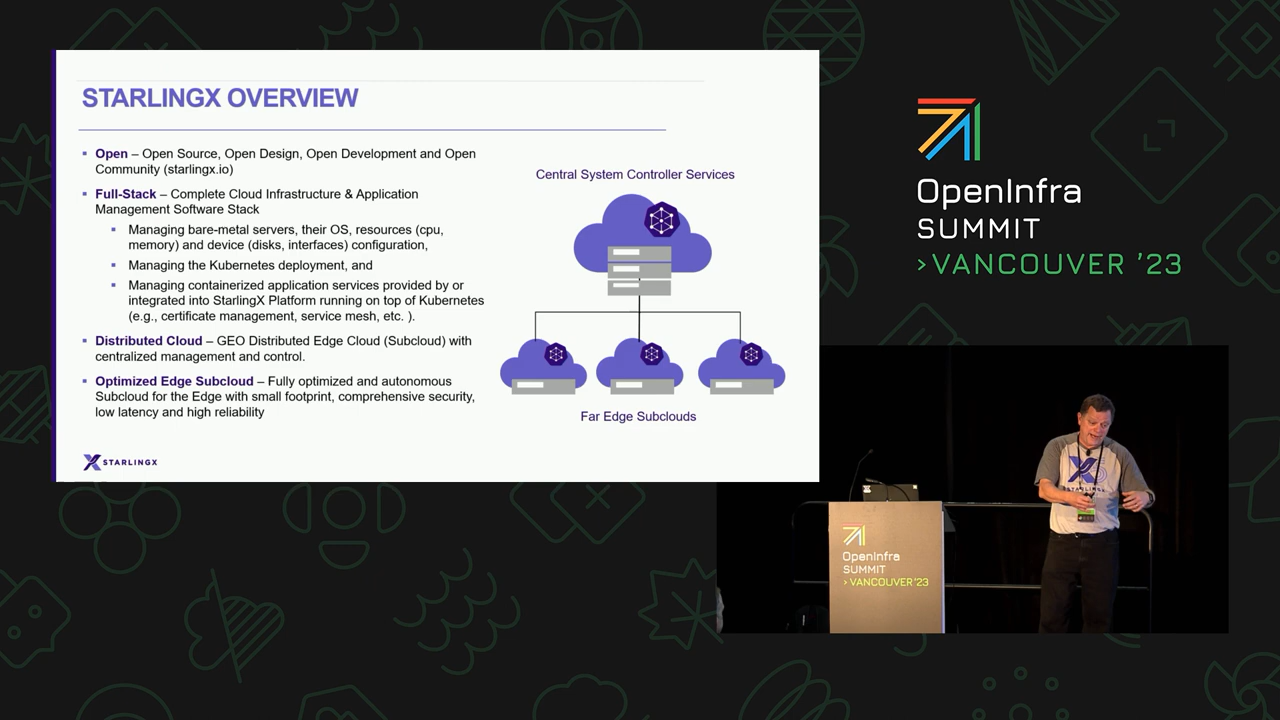 STARLINGX OVERVIEW
▪ Open – Open Source, Open Design, Open Development and Open
Community (starlingx.io)
▪ Full-Stack – Complete Cloud Infrastructure & Application
Management Software Stack
▪ Managing bare-metal servers, their OS, resources (cpu,
memory) and device (disks, interfaces) configuration,
▪ Managing the Kubernetes deployment, and
▪ Managing containerized application services provided by or
integrated into StarlingX Platform running on top of Kubernetes
(e.g., certificate management, service mesh, etc. ).
▪ Distributed Cloud – GEO Distributed Edge Cloud (Subcloud) with
centralized management and control.
▪ Optimized Edge Subcloud – Fully optimized and autonomous
Subcloud for the Edge with small footprint, comprehensive security,
low latency and high reliability
Central System Controller Services
Far Edge Subclouds
STARLINGX
OpenInfra
SUMMIT
>VANCOUVER '23
OpenInfra
SUMMIT
> VANCOUVER '23
STARLINGX